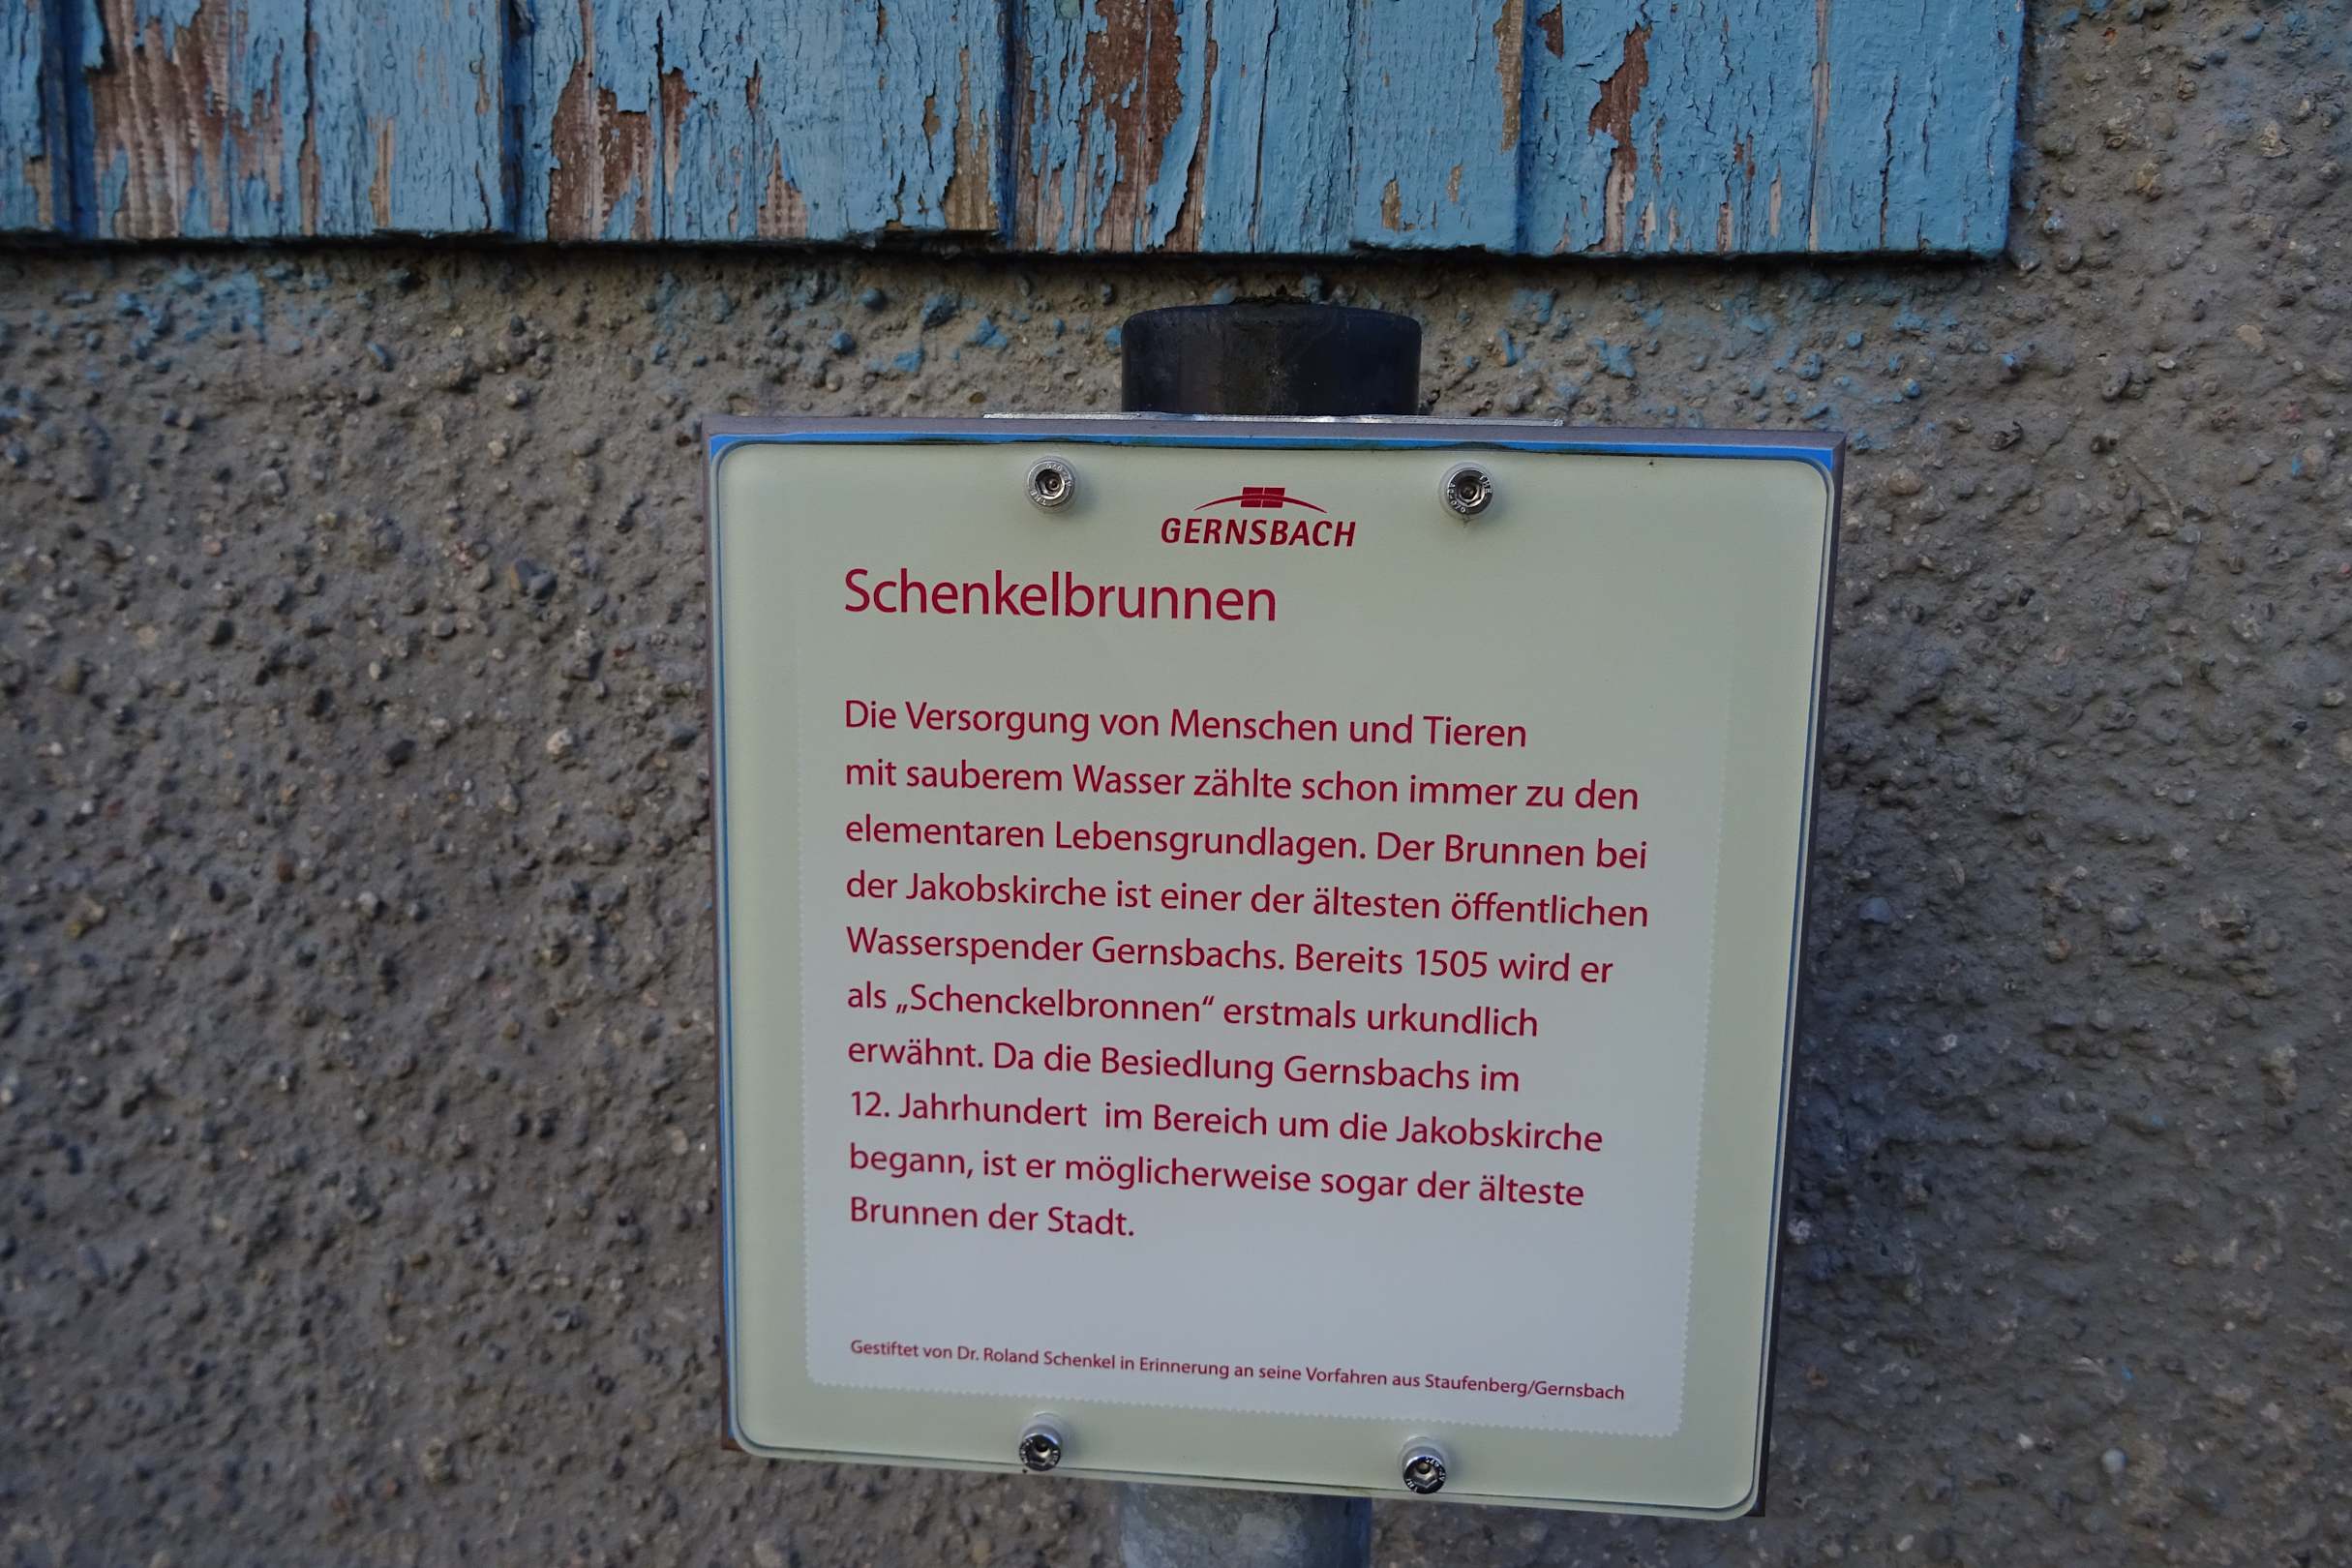 GERNSBACH
Schenkelbrunnen
Die Versorgung von Menschen und Tieren
mit sauberem Wasser zählte schon immer zu den
elementaren Lebensgrundlagen. Der Brunnen bei
der Jakobskirche ist einer der ältesten öffentlichen
Wasserspender Gernsbachs. Bereits 1505 wird er
als „Schenckelbronnen“ erstmals urkundlich
erwähnt. Da die Besiedlung Gernsbachs im
12. Jahrhundert im Bereich um die Jakobskirche
begann, ist er möglicherweise sogar der älteste
Brunnen der Stadt.
Gestiftet von Dr. Roland Schenkel in Erinnerung an seine Vorfahren aus Staufenberg/Gernsbach